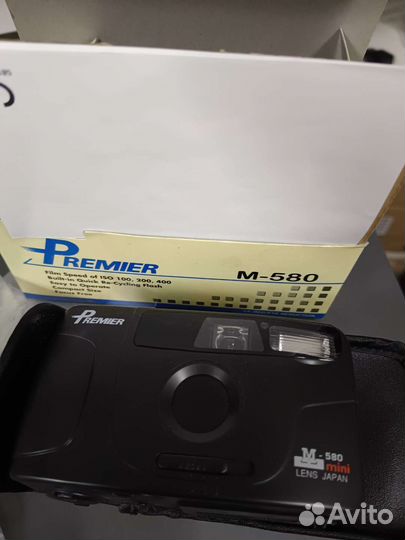 PREMIER
M-580
Film Speed of ISO 100, 200, 400
Built-in Quick Re-Cycling Flash
Easy to Operate
Compact Size
Focus Free
PREMIER
M-580
mini
LENS JAPAN
Avito